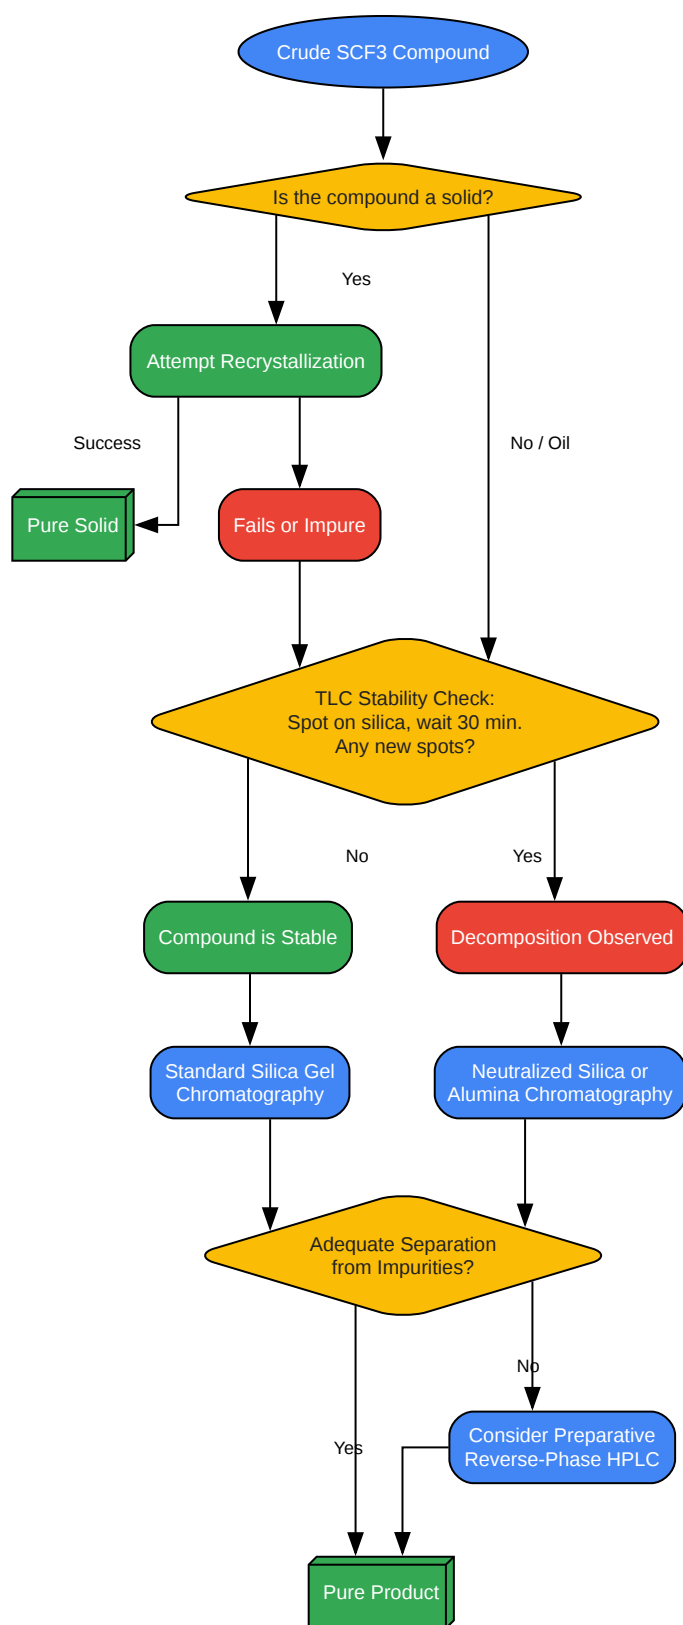 Crude SCF3 Compound
Is the compound a solid?
Yes
Attempt Recrystallization
Success
No / Oil
Pure Solid
Fails or Impure
TLC Stability Check:
Spot on silica, wait 30 min.
Any new spots?
No
Yes
Compound is Stable
Decomposition Observed
Standard Silica Gel
Chromatography
Neutralized Silica or
Alumina Chromatography
Adequate Separation
from Impurities?
No
Yes
Consider Preparative
Reverse-Phase HPLC
Pure Product